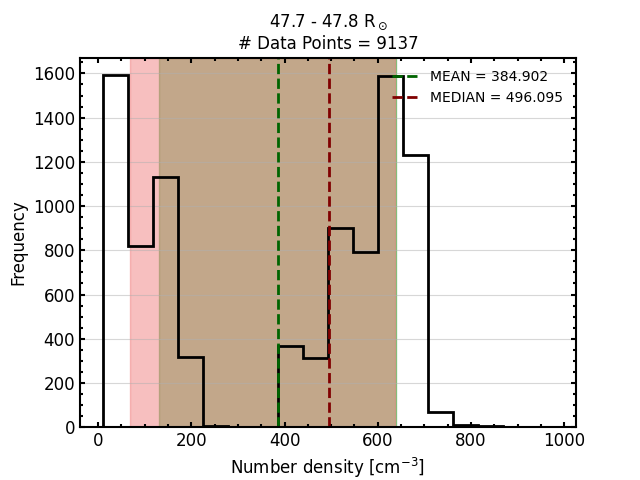 47.7 - 47.8 R⊙
# Data Points = 9137
MEAN = 384.902
MEDIAN = 496.095
Frequency
1600
1400
1200
1000
800
600
400
200
0
0 200 400 600 800 1000
Number density [cm⁻³]